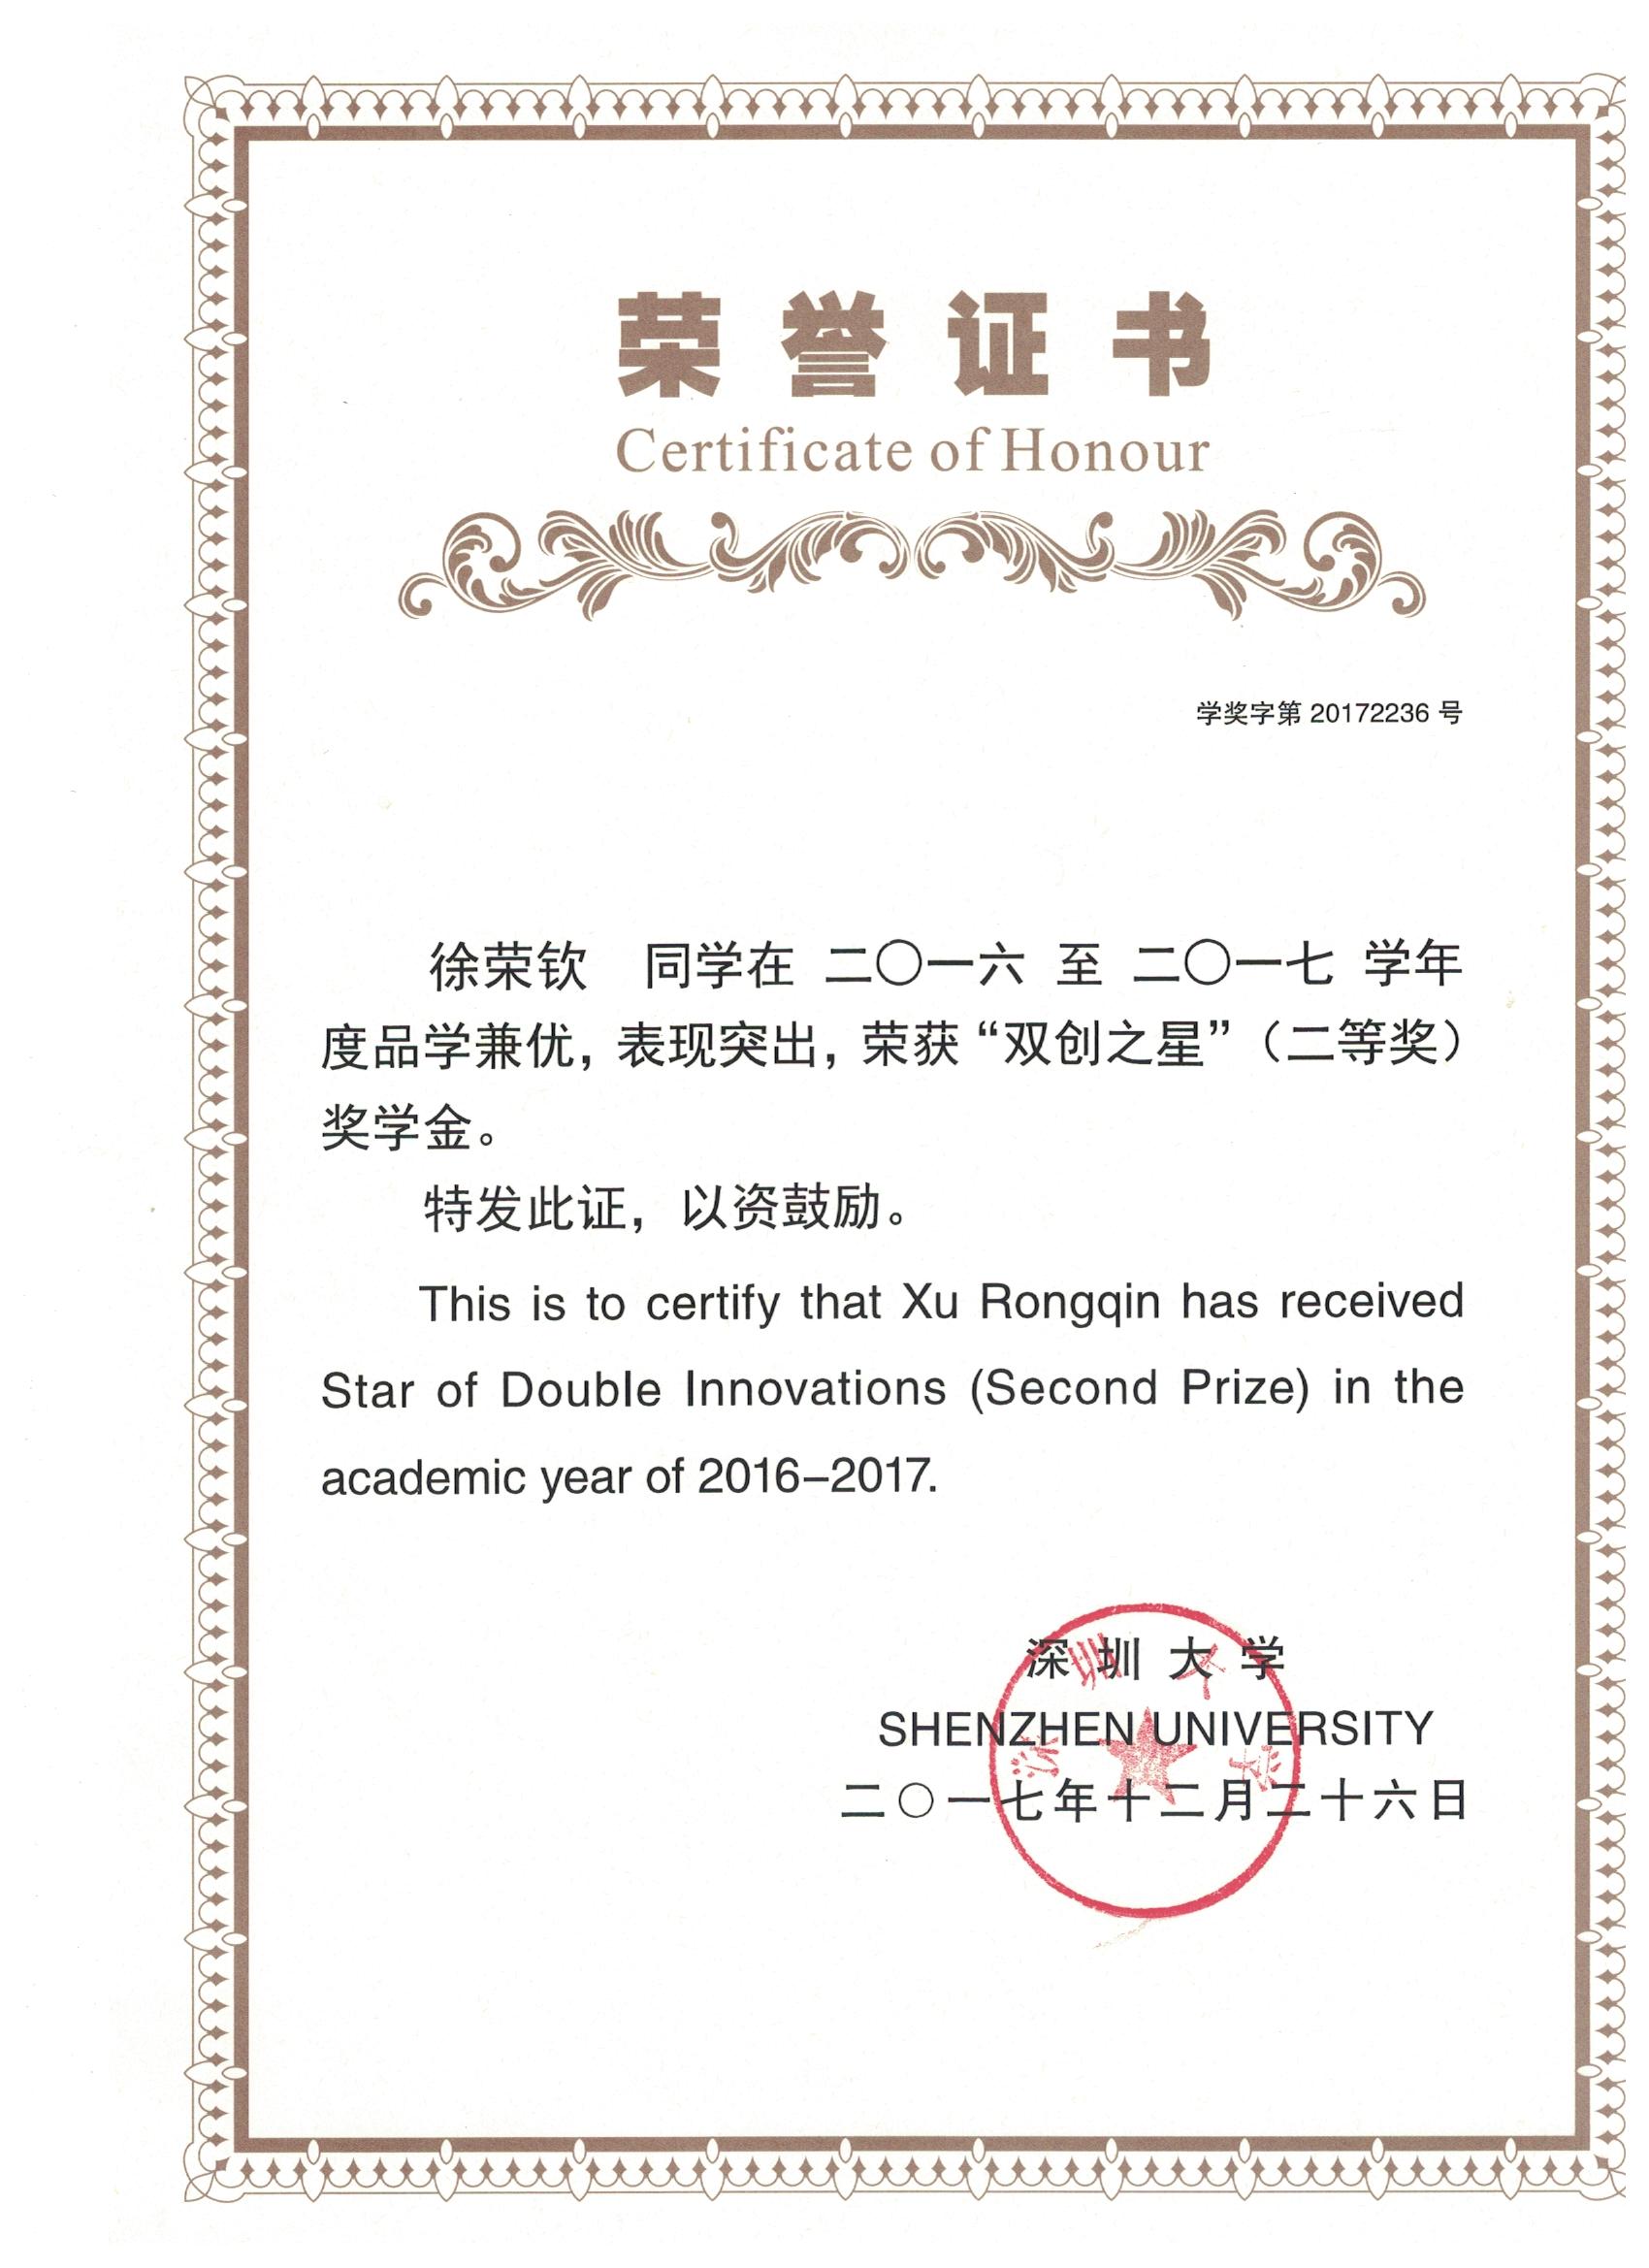 荣誉证书
Certificate of Honour
学奖字第 20172236 号
徐荣钦 同学在 二〇一六 至 二〇一七 学年
度品学兼优，表现突出，荣获“双创之星”（二等奖）
奖学金。
特发此证，以资鼓励。
This is to certify that Xu Rongqin has received
Star of Double Innovations (Second Prize) in the
academic year of 2016–2017.
深圳大学
SHENZHEN UNIVERSITY
二〇一七年十二月二十六日
深圳大学